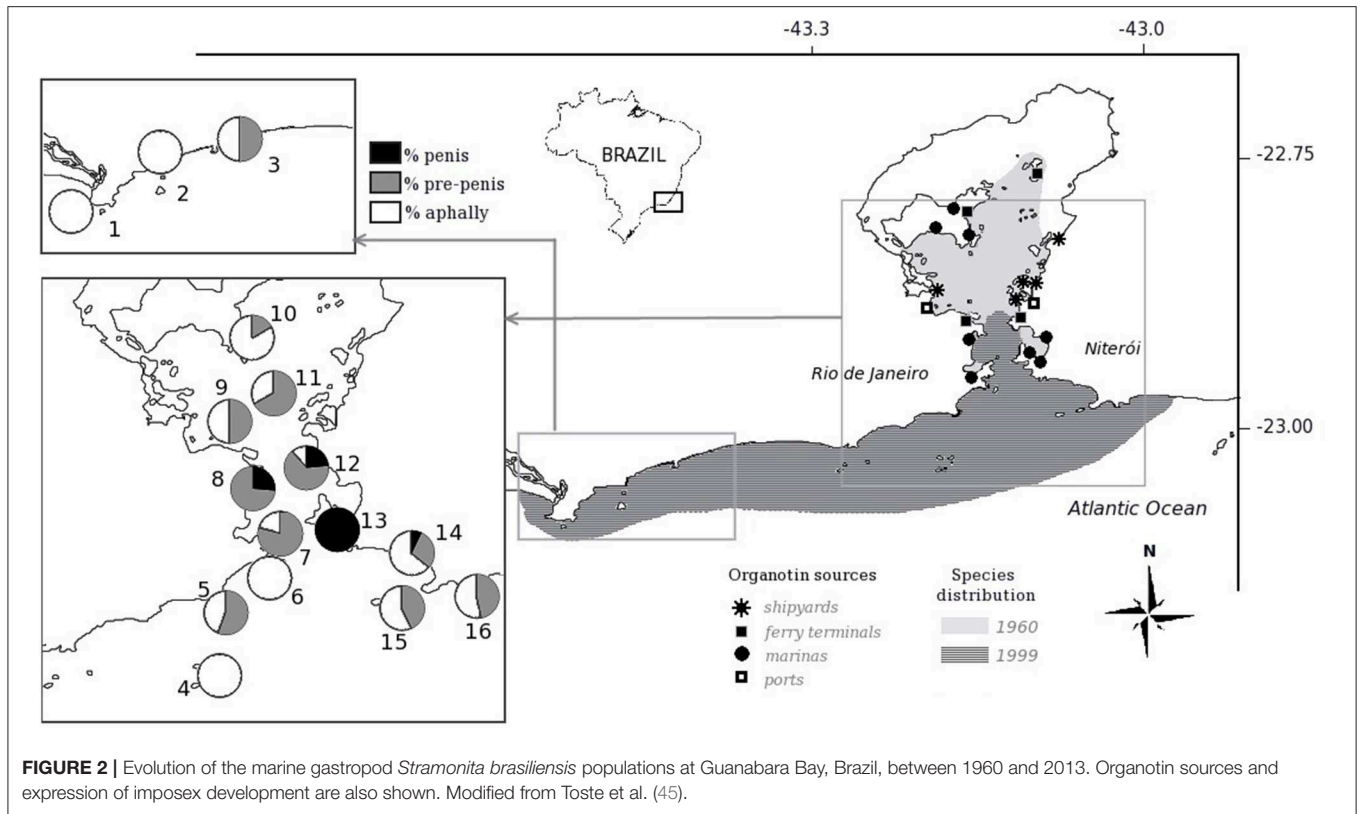 -43.3
-43.0
1
2
3
% penis
% pre-penis
% aphally
BRAZIL
-22.75
10
9
11
12
8
13
7
14
5
6
15
16
4
Niterói
Rio de Janeiro
-23.00
Atlantic Ocean
N
Organotin sources
shipyards
ferry terminals
marinas
ports
Species
distribution
1960
1999
FIGURE 2 | Evolution of the marine gastropod Stramonita brasiliensis populations at Guanabara Bay, Brazil, between 1960 and 2013. Organotin sources and
expression of imposex development are also shown. Modified from Toste et al. (45).